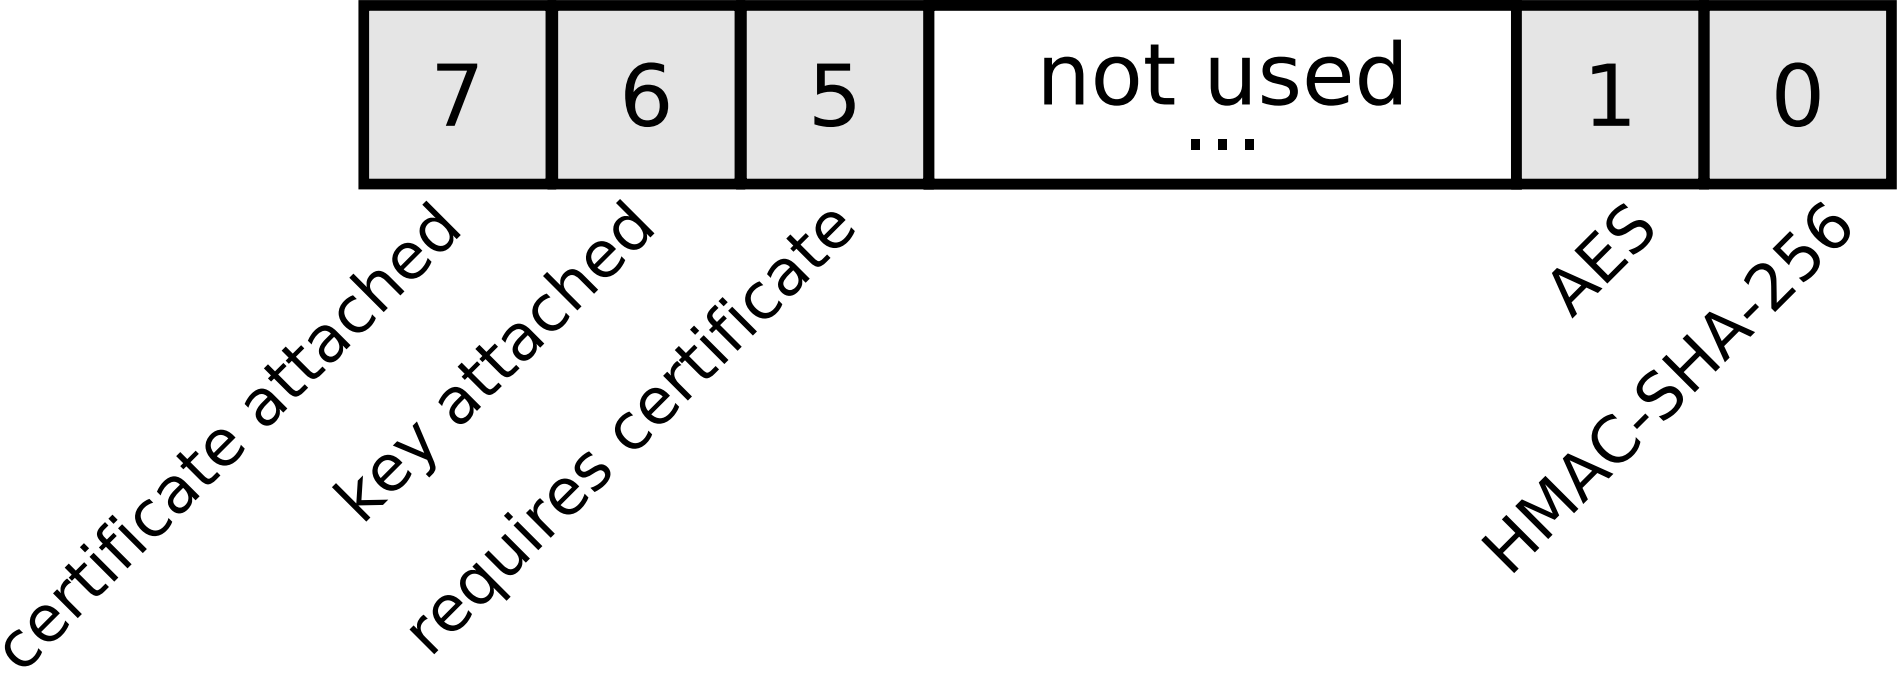 7 6 5 not used 1 0
...
certificate attached
key attached
requires certificate
AES
HMAC-SHA-256